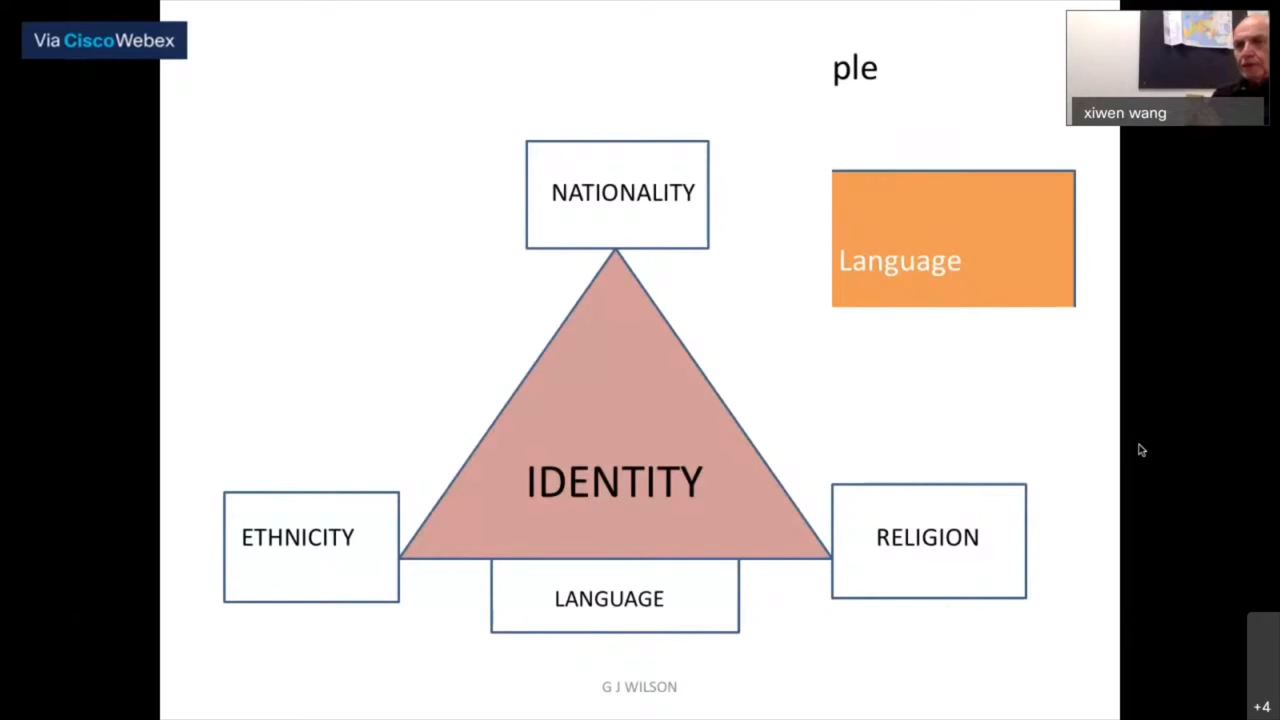 Via CiscoWebex
ple
xiwen wang
NATIONALITY
Language
IDENTITY
ETHNICITY
RELIGION
LANGUAGE
G J WILSON
+4